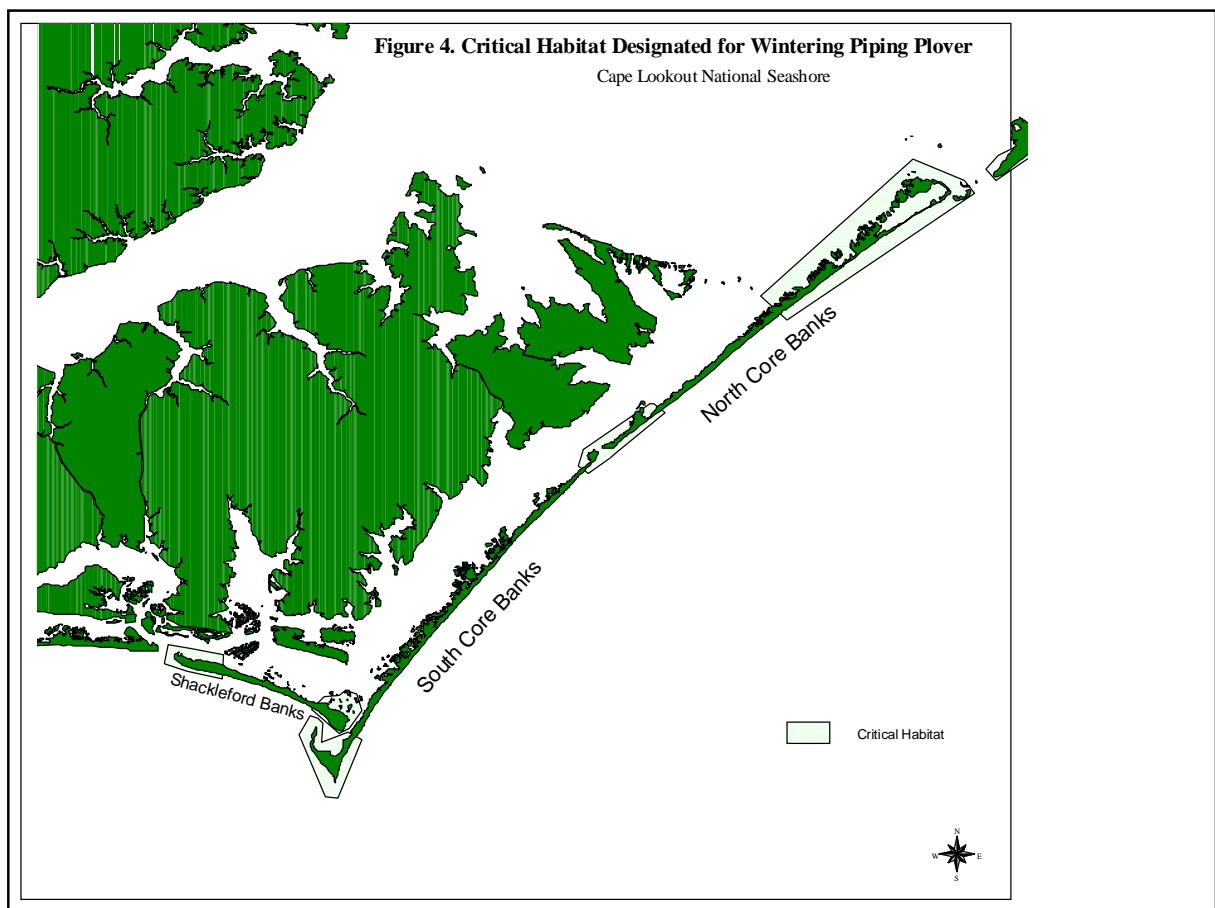 Figure 4. Critical Habitat Designated for Wintering Piping Plover
Cape Lookout National Seashore
North Core Banks
South Core Banks
Shackleford Banks
Critical Habitat
N
W
E
S